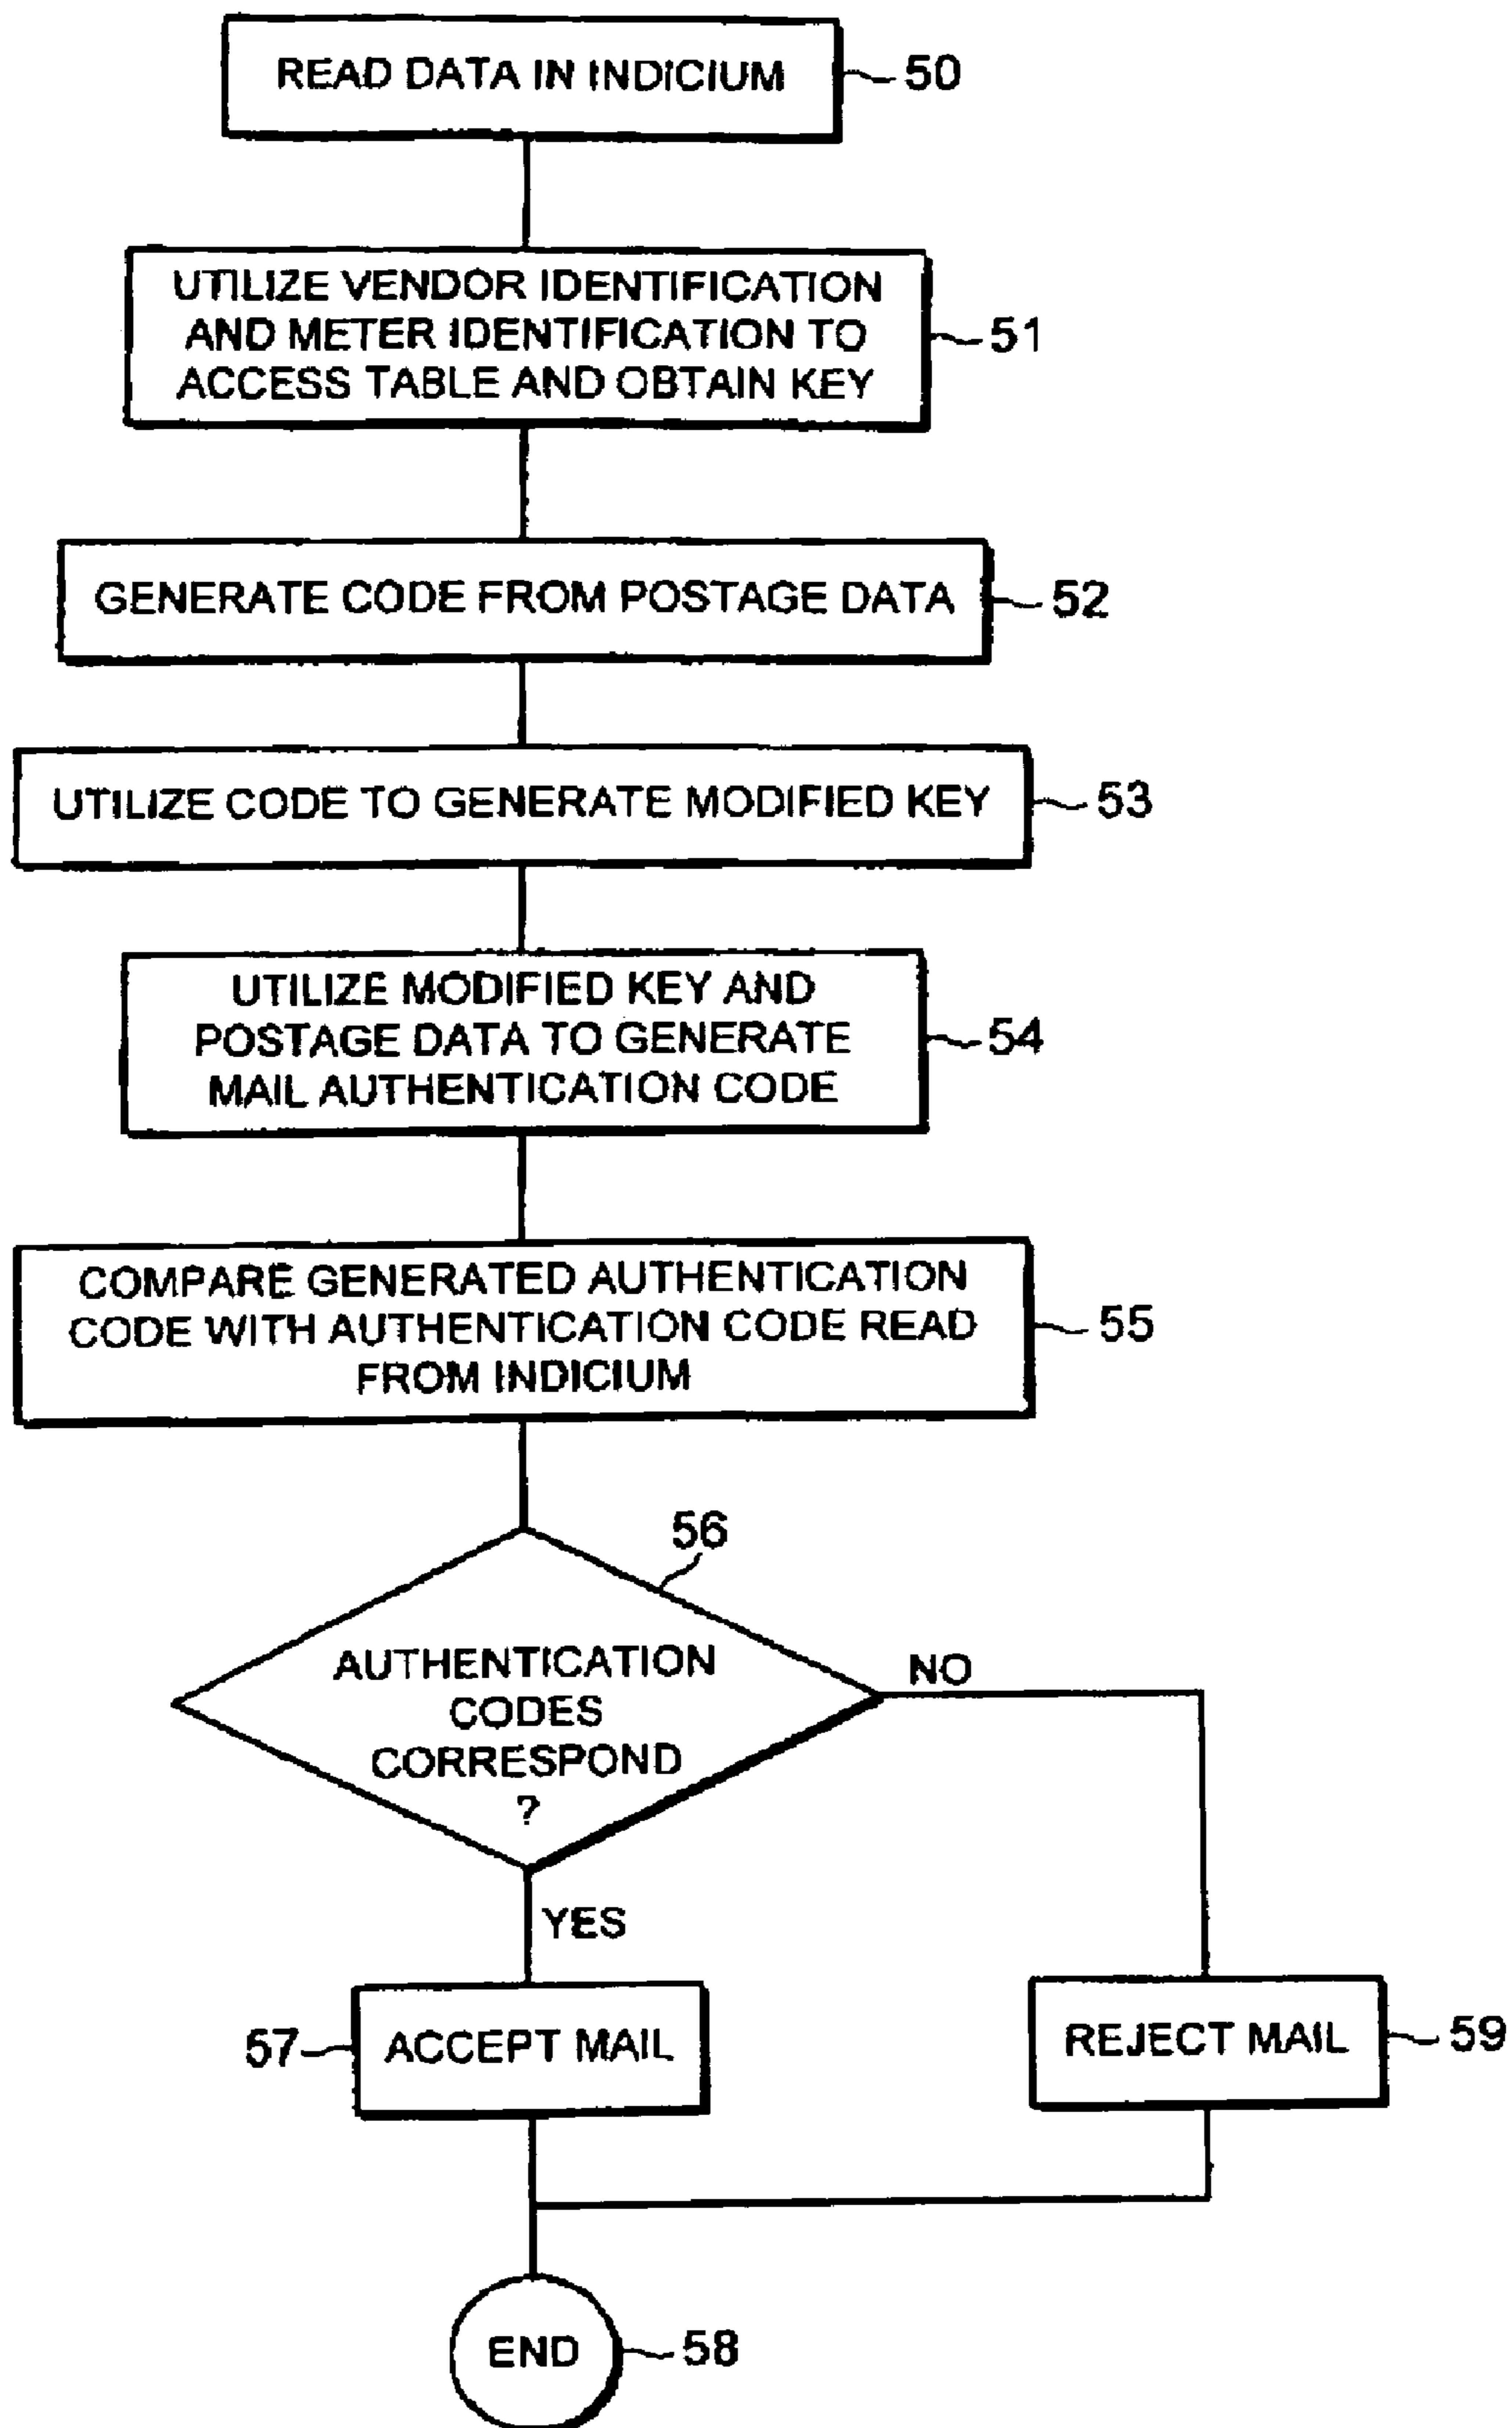 READ DATA IN INDICIUM
50
UTILIZE VENDOR IDENTIFICATION
AND METER IDENTIFICATION TO
ACCESS TABLE AND OBTAIN KEY
51
GENERATE CODE FROM POSTAGE DATA
52
UTILIZE CODE TO GENERATE MODIFIED KEY
53
UTILIZE MODIFIED KEY AND
POSTAGE DATA TO GENERATE
MAIL AUTHENTICATION CODE
54
COMPARE GENERATED AUTHENTICATION
CODE WITH AUTHENTICATION CODE READ
FROM INDICIUM
55
56
AUTHENTICATION
CODES
CORRESPOND
?
NO
YES
57
ACCEPT MAIL
REJECT MAIL
59
END
58